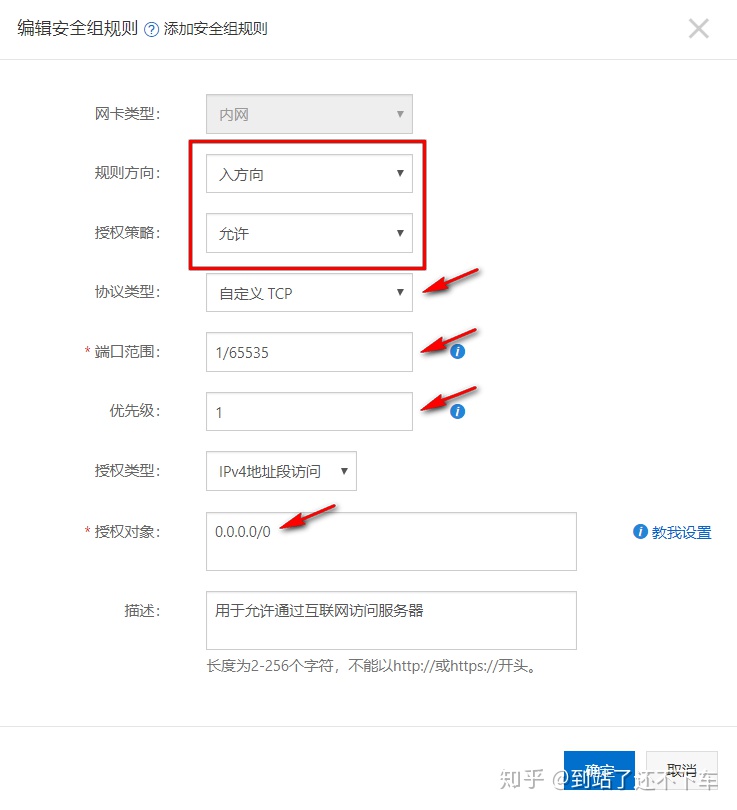 编辑安全组规则 ? 添加安全组规则
网卡类型： 内网
规则方向： 入方向
授权策略： 允许
协议类型： 自定义 TCP
* 端口范围： 1/65535
优先级： 1
授权类型： IPv4地址段访问
* 授权对象： 0.0.0.0/0 教我设置
描述： 用于允许通过互联网访问服务器
长度为2-256个字符，不能以http://或https://开头。
确定 取消
知乎 @到站了还不下车